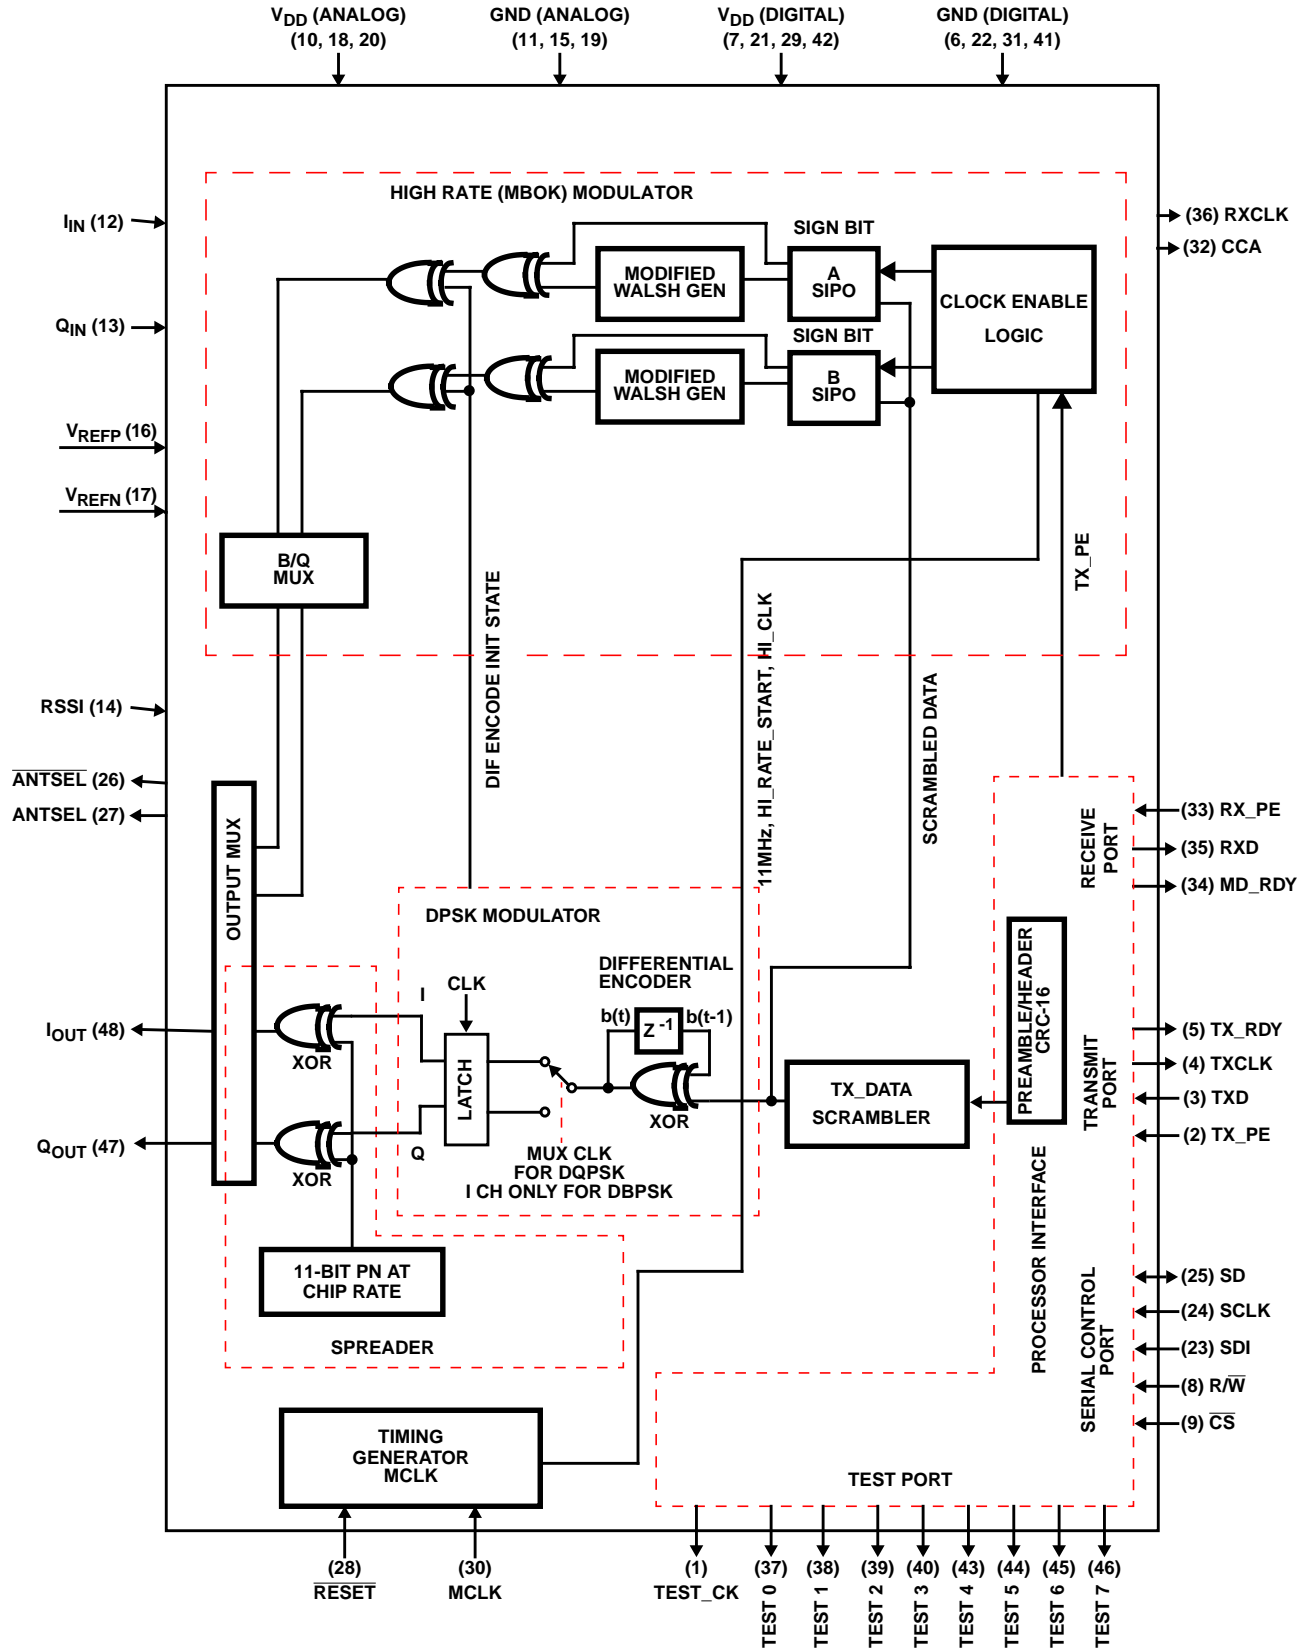 VDD (ANALOG)
(10, 18, 20)
GND (ANALOG)
(11, 15, 19)
VDD (DIGITAL)
(7, 21, 29, 42)
GND (DIGITAL)
(6, 22, 31, 41)
HIGH RATE (MBOK) MODULATOR
IIN (12)
QIN (13)
VREFP (16)
VREFN (17)
RSSI (14)
ANTSEL (26)
ANTSEL (27)
IOUT (48)
QOUT (47)
(36) RXCLK
(32) CCA
SIGN BIT
MODIFIED
WALSH GEN
A
SIPO
CLOCK ENABLE
LOGIC
SIGN BIT
MODIFIED
WALSH GEN
B
SIPO
B/Q
MUX
DIF ENCODE INIT STATE
11MHz, HI_RATE_START, HI_CLK
SCRAMBLED DATA
TX_PE
OUTPUT MUX
DPSK MODULATOR
DIFFERENTIAL
ENCODER
I
CLK
b(t)
Z -1
b(t-1)
LATCH
XOR
XOR
XOR
Q
MUX CLK
FOR DQPSK
I CH ONLY FOR DBPSK
TX_DATA
SCRAMBLER
PREAMBLE/HEADER
CRC-16
RECEIVE
PORT
TRANSMIT
PORT
PROCESSOR INTERFACE
SERIAL CONTROL
PORT
(33) RX_PE
(35) RXD
(34) MD_RDY
(5) TX_RDY
(4) TXCLK
(3) TXD
(2) TX_PE
(25) SD
(24) SCLK
(23) SDI
(8) R/W
(9) CS
11-BIT PN AT
CHIP RATE
SPREADER
TIMING
GENERATOR
MCLK
TEST PORT
(28)
RESET
(30)
MCLK
(1)
TEST_CK
(37)
TEST 0
(38)
TEST 1
(39)
TEST 2
(40)
TEST 3
(43)
TEST 4
(44)
TEST 5
(45)
TEST 6
(46)
TEST 7